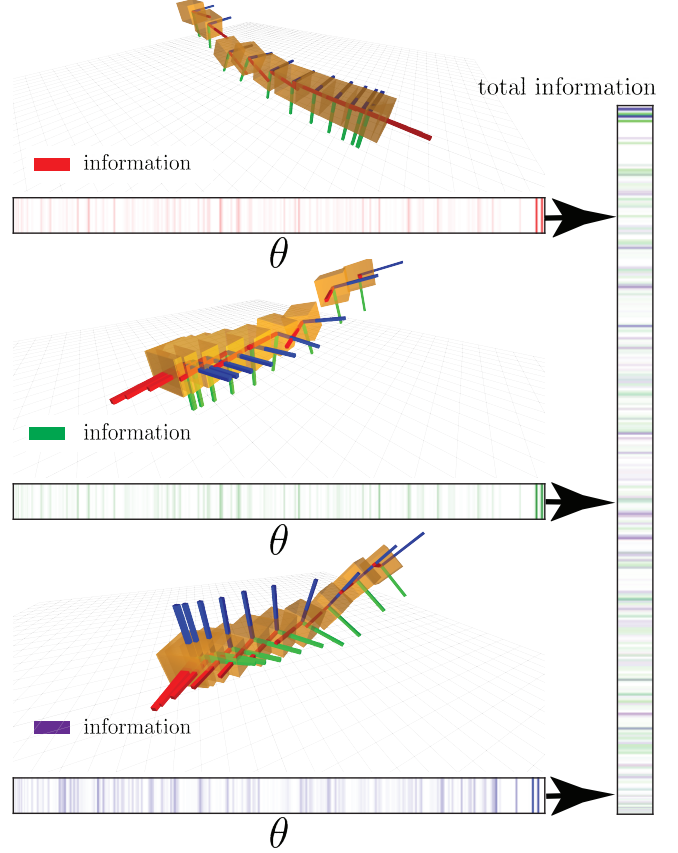 total information
information
θ
information
θ
information
θ